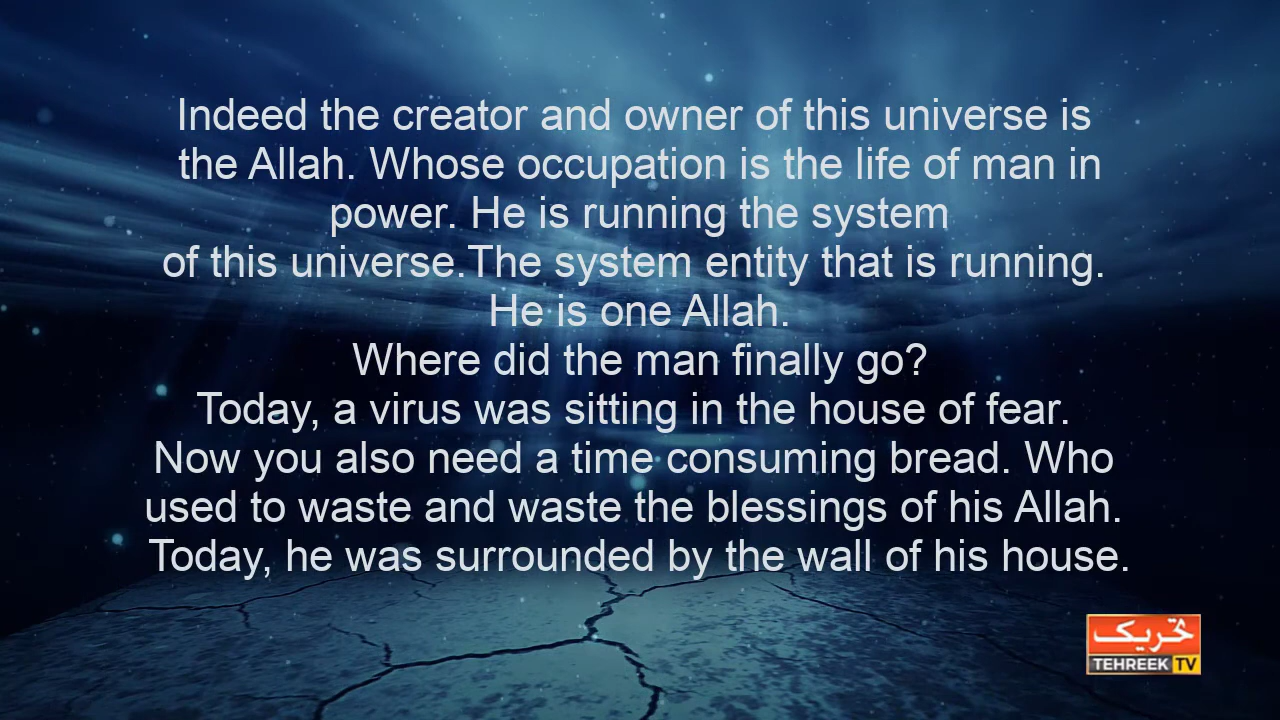 Indeed the creator and owner of this universe is
the Allah. Whose occupation is the life of man in
power. He is running the system
of this universe.The system entity that is running.
He is one Allah.
Where did the man finally go?
Today, a virus was sitting in the house of fear.
Now you also need a time consuming bread. Who
used to waste and waste the blessings of his Allah.
Today, he was surrounded by the wall of his house.
تحریک
TEHREEK TV